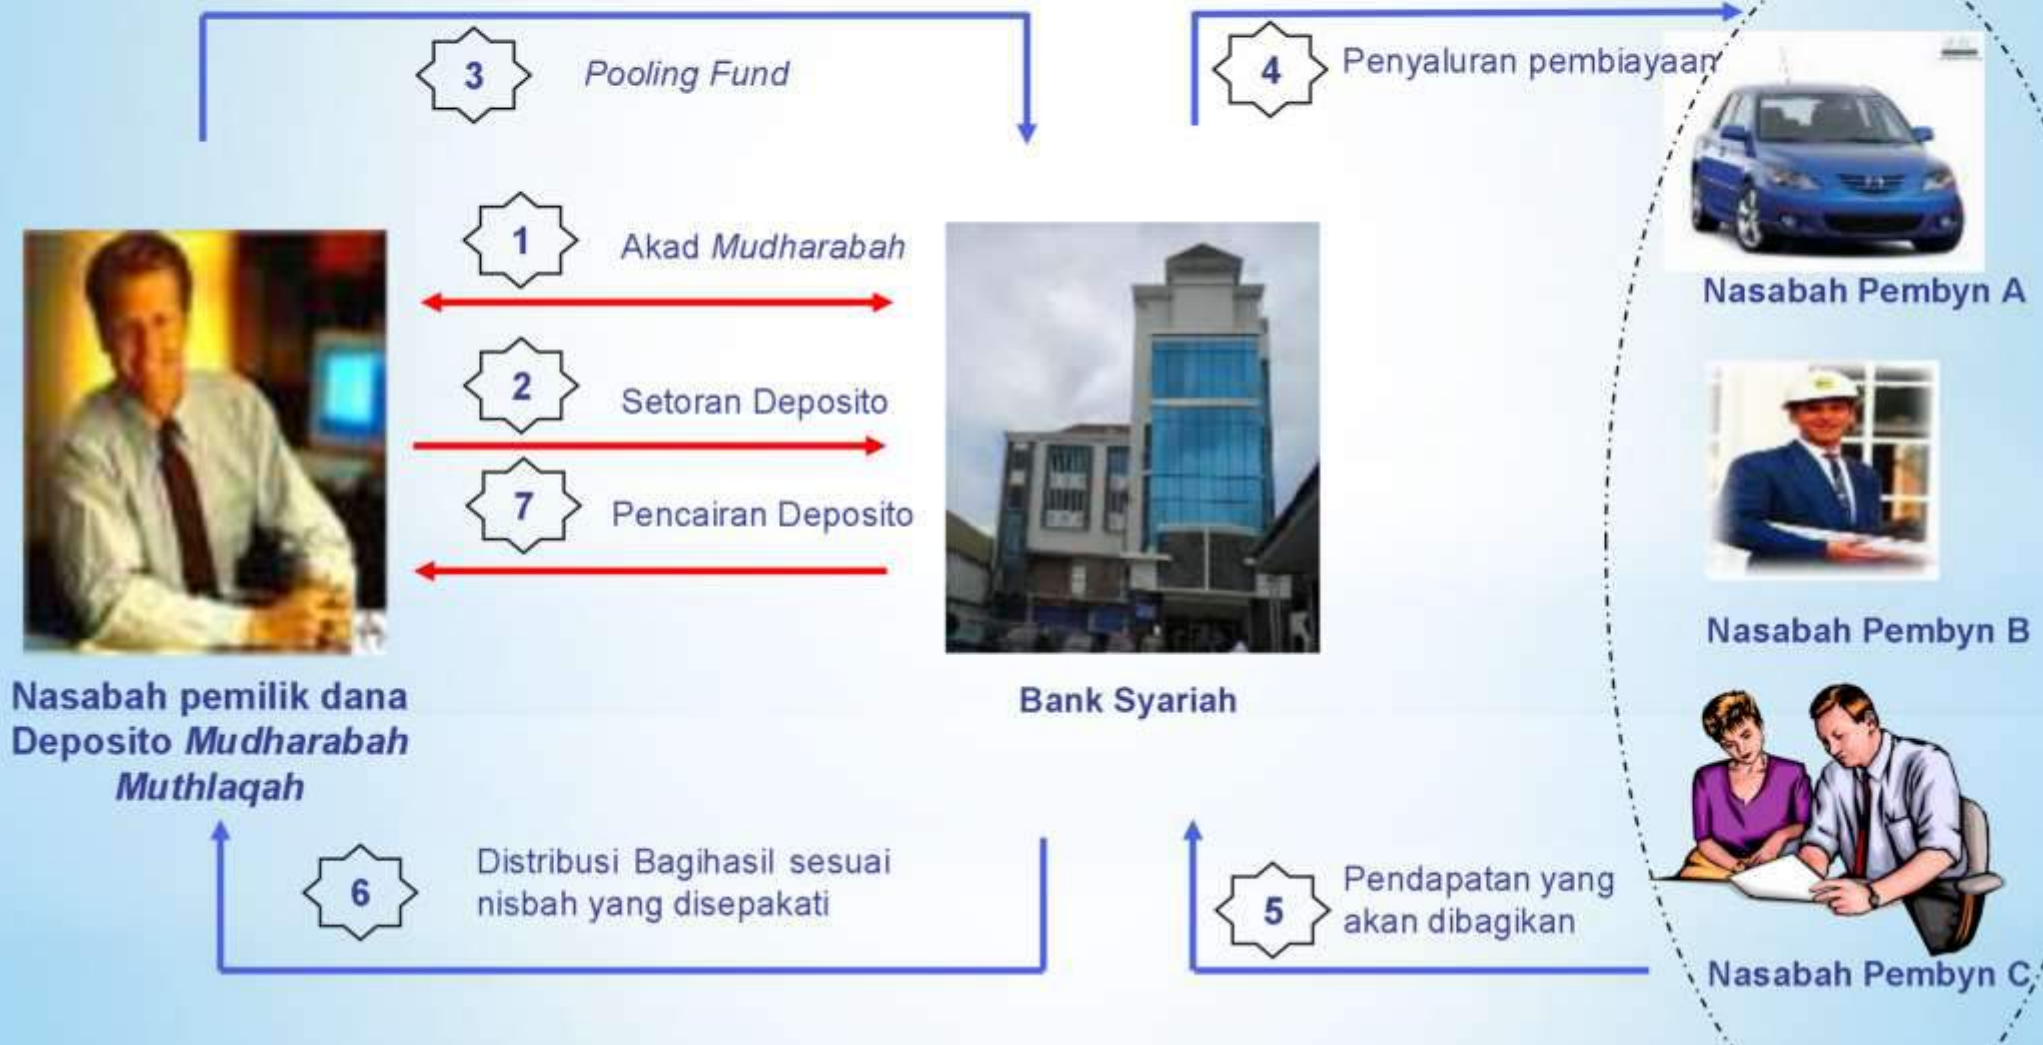 3
Pooling Fund
4
Penyaluran pembiayaan
1
Akad Mudharabah
Nasabah Pembyn A
2
Setoran Deposito
7
Pencairan Deposito
Nasabah Pembyn B
Nasabah pemilik dana
Deposito Mudharabah
Muthlaqah
Bank Syariah
6
Distribusi Bagihasil sesuai
nisbah yang disepakati
5
Pendapatan yang
akan dibagikan
Nasabah Pembyn C